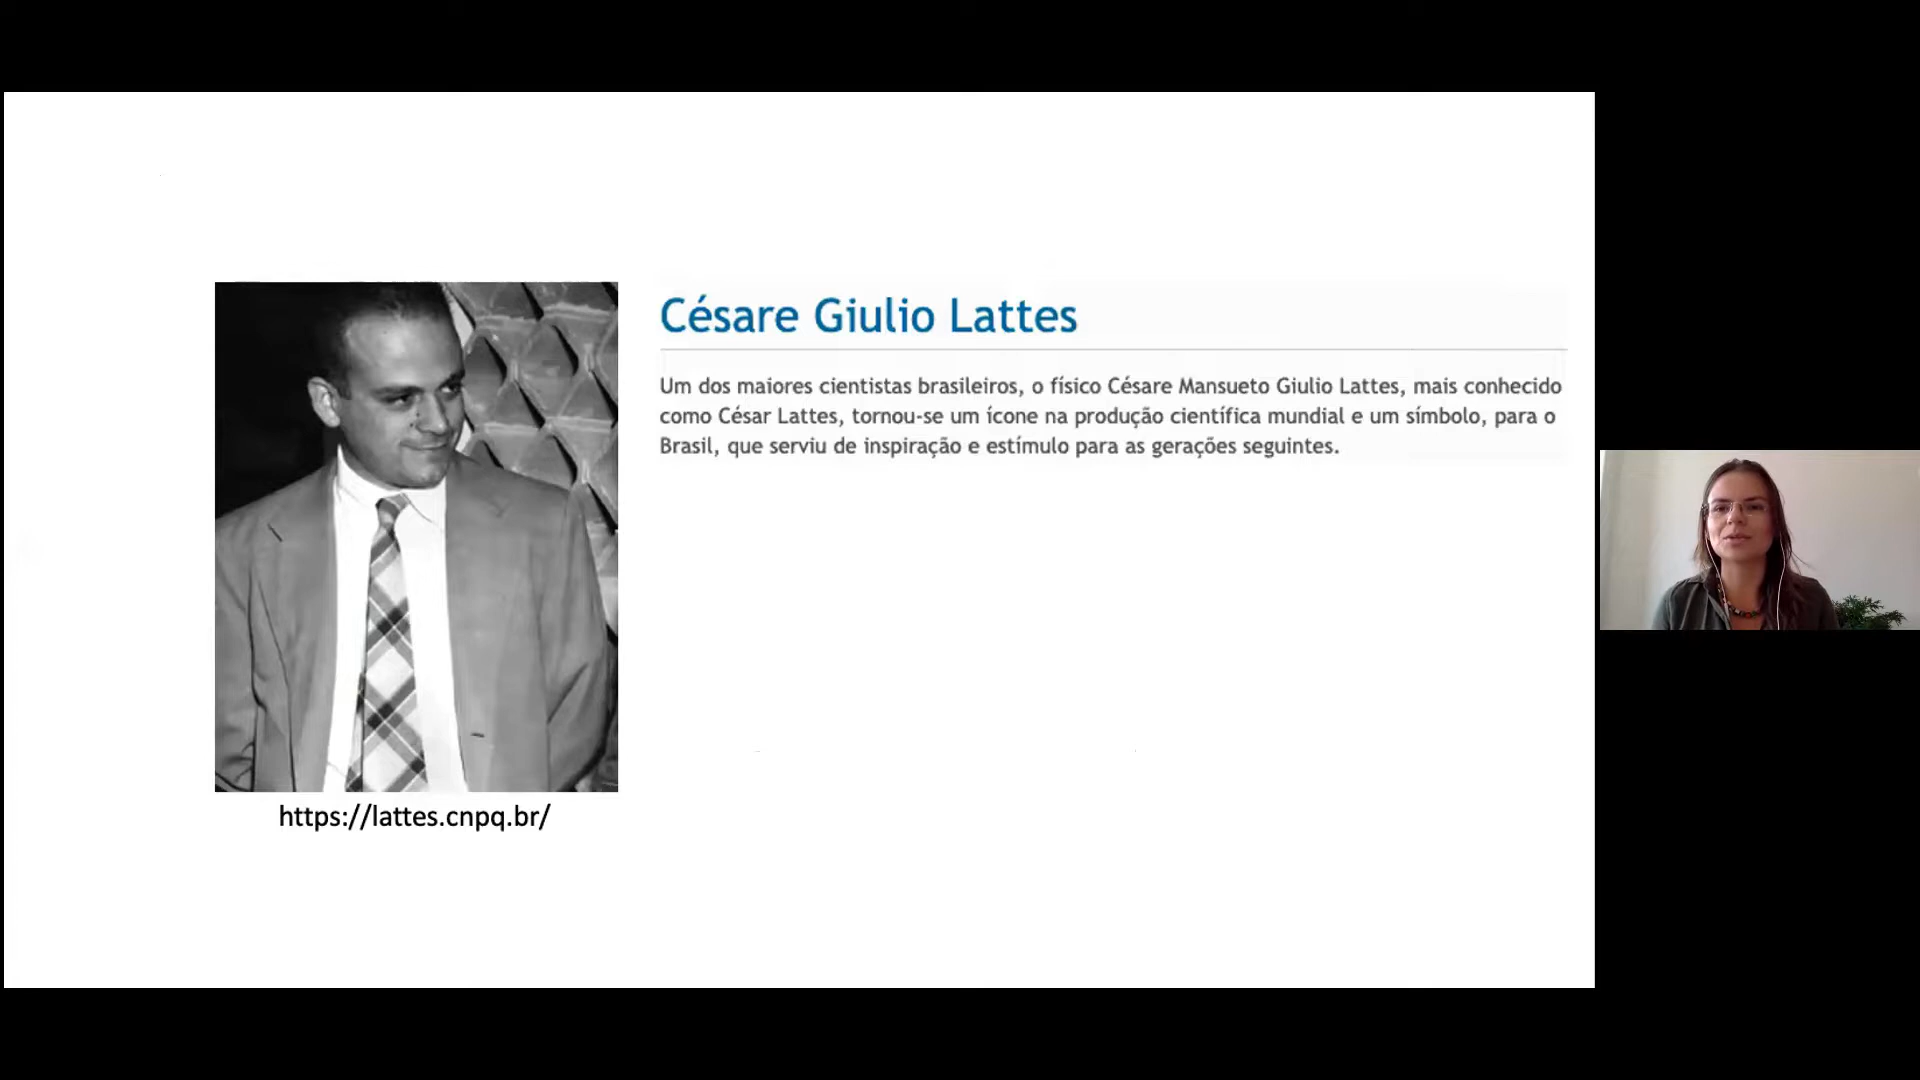 Césare Giulio Lattes
Um dos maiores cientistas brasileiros, o físico Césare Mansueto Giulio Lattes, mais conhecido
como César Lattes, tornou-se um ícone na produção científica mundial e um símbolo, para o
Brasil, que serviu de inspiração e estímulo para as gerações seguintes.
https://lattes.cnpq.br/